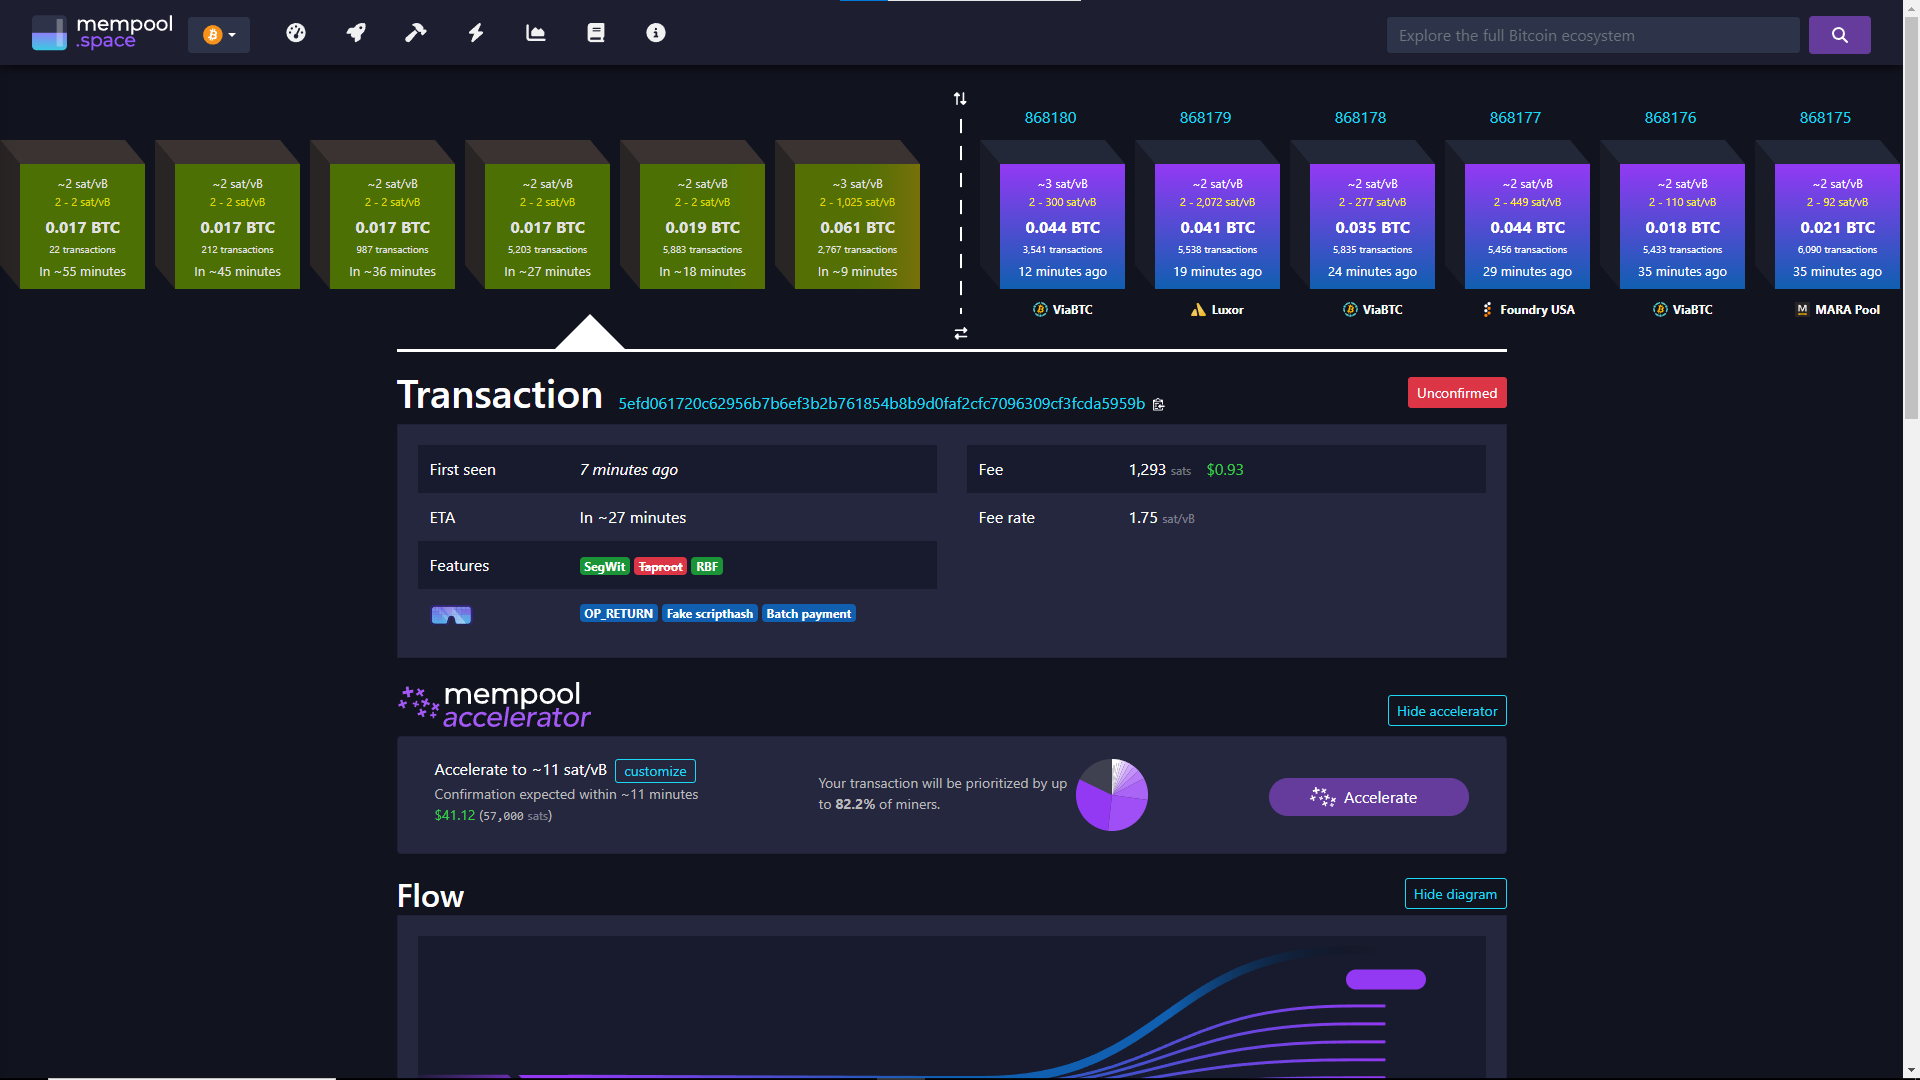 mempool
.space
Explore the full Bitcoin ecosystem
868180
868179
868178
868177
868176
868175
~2 sat/vB
2 - 2 sat/vB
0.017 BTC
22 transactions
In ~55 minutes
~2 sat/vB
2 - 2 sat/vB
0.017 BTC
212 transactions
In ~45 minutes
~2 sat/vB
2 - 2 sat/vB
0.017 BTC
987 transactions
In ~36 minutes
~2 sat/vB
2 - 2 sat/vB
0.017 BTC
5,203 transactions
In ~27 minutes
~2 sat/vB
2 - 2 sat/vB
0.019 BTC
5,883 transactions
In ~18 minutes
~3 sat/vB
2 - 1,025 sat/vB
0.061 BTC
2,767 transactions
In ~9 minutes
~3 sat/vB
2 - 300 sat/vB
0.044 BTC
3,541 transactions
12 minutes ago
ViaBTC
~2 sat/vB
2 - 2,072 sat/vB
0.041 BTC
5,538 transactions
19 minutes ago
Luxor
~2 sat/vB
2 - 277 sat/vB
0.035 BTC
5,835 transactions
24 minutes ago
ViaBTC
~2 sat/vB
2 - 449 sat/vB
0.044 BTC
5,456 transactions
29 minutes ago
Foundry USA
~2 sat/vB
2 - 110 sat/vB
0.018 BTC
5,433 transactions
35 minutes ago
ViaBTC
~2 sat/vB
2 - 92 sat/vB
0.021 BTC
6,090 transactions
35 minutes ago
M MARA Pool
Transaction 5efd061720c62956b7b6ef3b2b761854b8b9d0faf2cfc7096309cf3fcda5959b
Unconfirmed
First seen 7 minutes ago
ETA In ~27 minutes
Features SegWit Taproot RBF
OP_RETURN Fake scripthash Batch payment
Fee 1,293 sats $0.93
Fee rate 1.75 sat/vB
mempool
accelerator
Hide accelerator
Accelerate to ~11 sat/vB customize
Confirmation expected within ~11 minutes
$41.12 (57,000 sats)
Your transaction will be prioritized by up
to 82.2% of miners.
Accelerate
Flow
Hide diagram